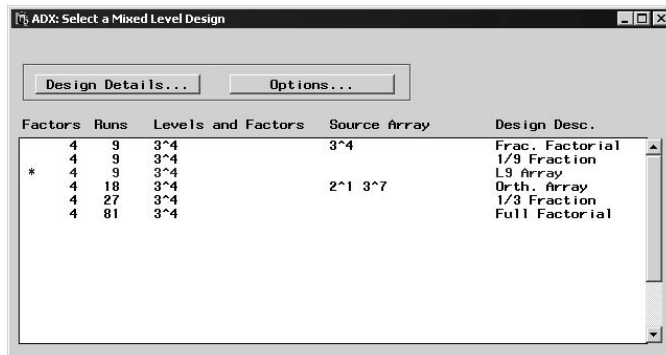 ADX: Select a Mixed Level Design
Design Details... Options...
Factors Runs Levels and Factors Source Array Design Desc.
4 9 3^4 3^4 Frac. Factorial
4 9 3^4 1/9 Fraction
* 4 9 3^4 L9 Array
4 18 3^4 2^1 3^7 Orth. Array
4 27 3^4 1/3 Fraction
4 81 3^4 Full Factorial